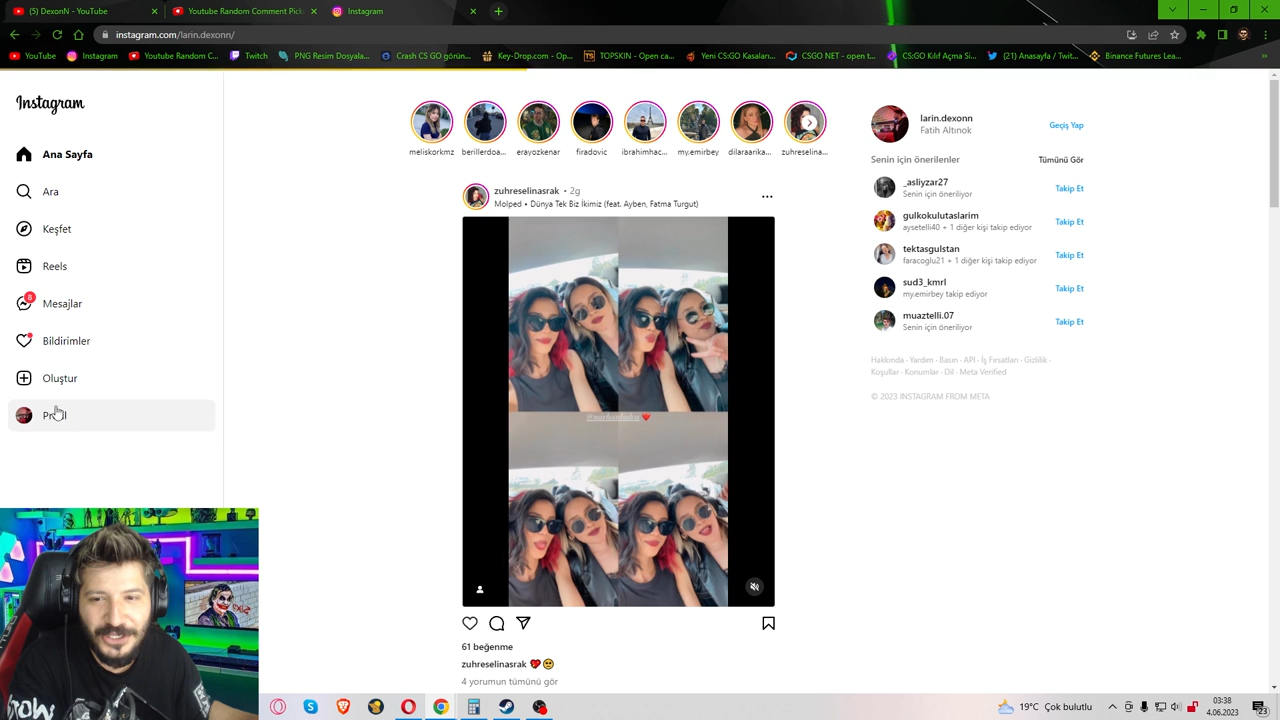 (5) DexonN - YouTube
YouTube Random Comment Pick
Instagram
instagram.com/larin.dexonn/
YouTube
Instagram
Youtube Random C...
Twitch
PNG Resim Dosyala...
Crash CS GO görün...
Key-Drop.com - Op...
TOPSKIN - Open ca...
Yeni CS:GO Kasaları...
CSGO NET - open t...
CS:GO Kılıf Açma Si...
(21) Anasayfa / Twit...
Binance Futures Lea...
»
Instagram
Ana Sayfa
Ara
Keşfet
Reels
8
Mesajlar
Bildirimler
Oluştur
meliskorkmz
berillerdoa...
erayozkenar
firadovic
ibrahimhac...
my.emirbey
dilaraarika...
zuhreselina...
zuhreselinasrak • 2g
Molped • Dünya Tek Biz İkimiz (feat. Ayben, Fatma Turgut)
61 beğenme
zuhreselinasrak
4 yorumun tümünü gör
larin.dexonn
Fatih Altınok
Geçiş Yap
Senin için önerilenler
Tümünü Gör
_asliyzar27
Senin için öneriliyor
Takip Et
gulkokulutaslarim
aysetelli40 + 1 diğer kişi takip ediyor
Takip Et
tektasgulstan
faracoglu21 + 1 diğer kişi takip ediyor
Takip Et
sud3_kmrl
my.emirbey takip ediyor
Takip Et
muaztelli.07
Senin için öneriliyor
Takip Et
Hakkında · Yardım · Basın · API · İş Fırsatları · Gizlilik ·
Koşullar · Konumlar · Dil · Meta Verified
© 2023 INSTAGRAM FROM META
19°C Çok bulutlu
03:38
4.06.2023